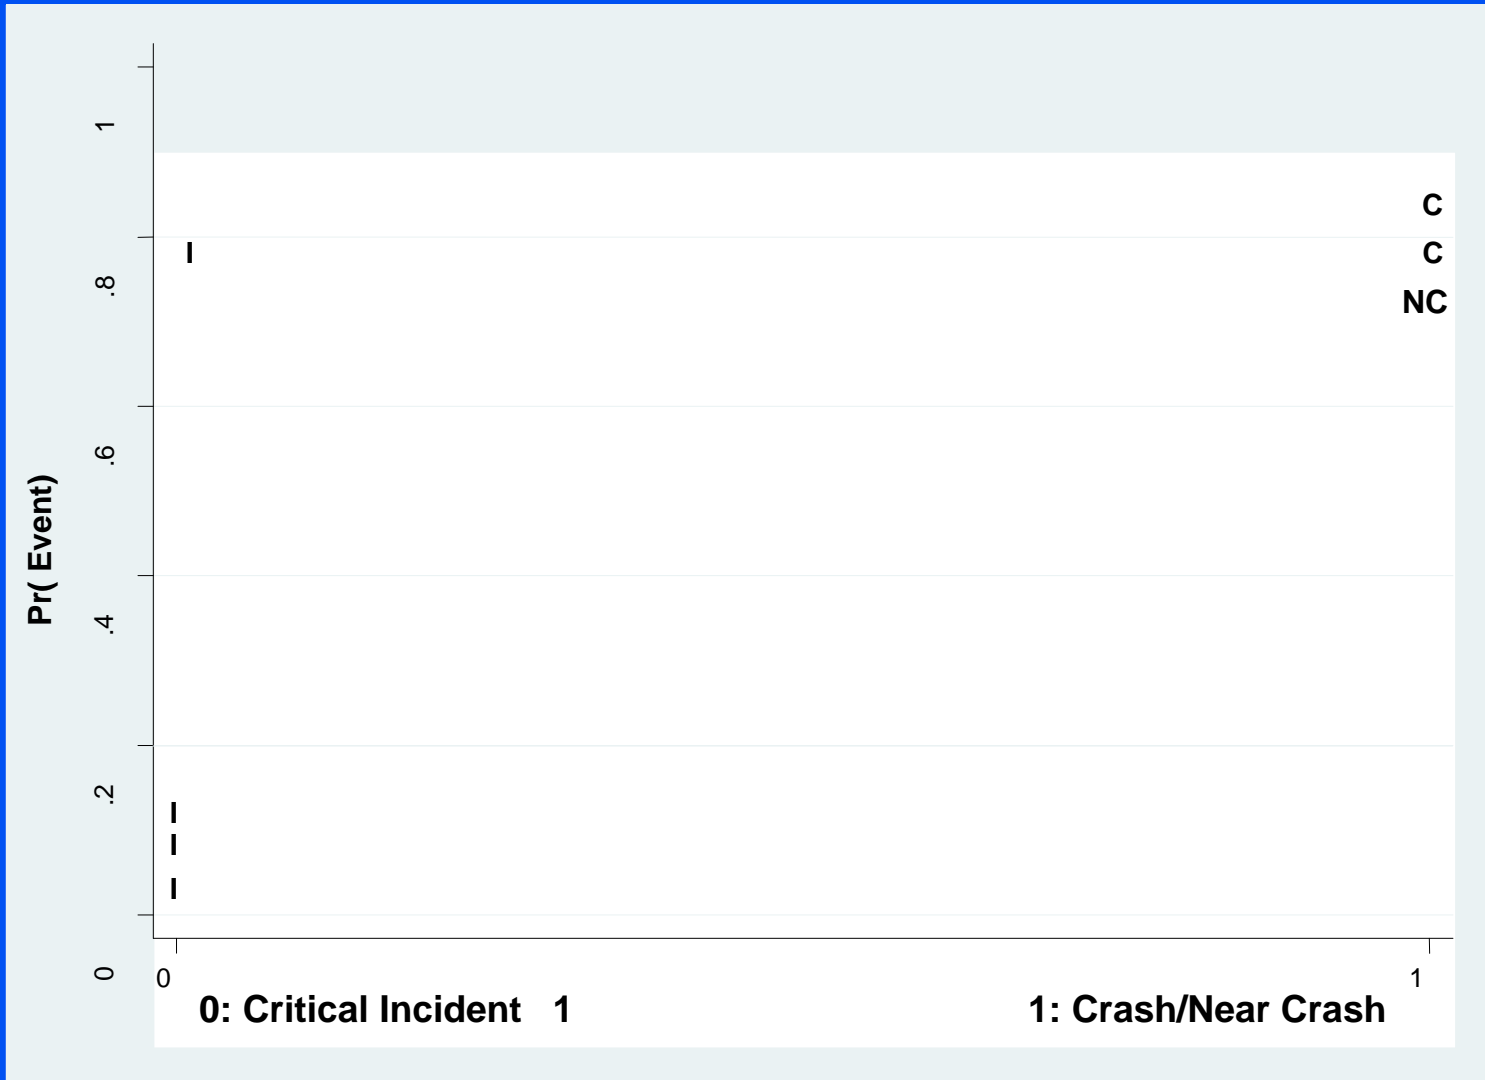 1
C
.8
I
C
NC
.6
Pr( Event)
.4
.2
I
I
I
0
0
1
0: Critical Incident 1
1: Crash/Near Crash